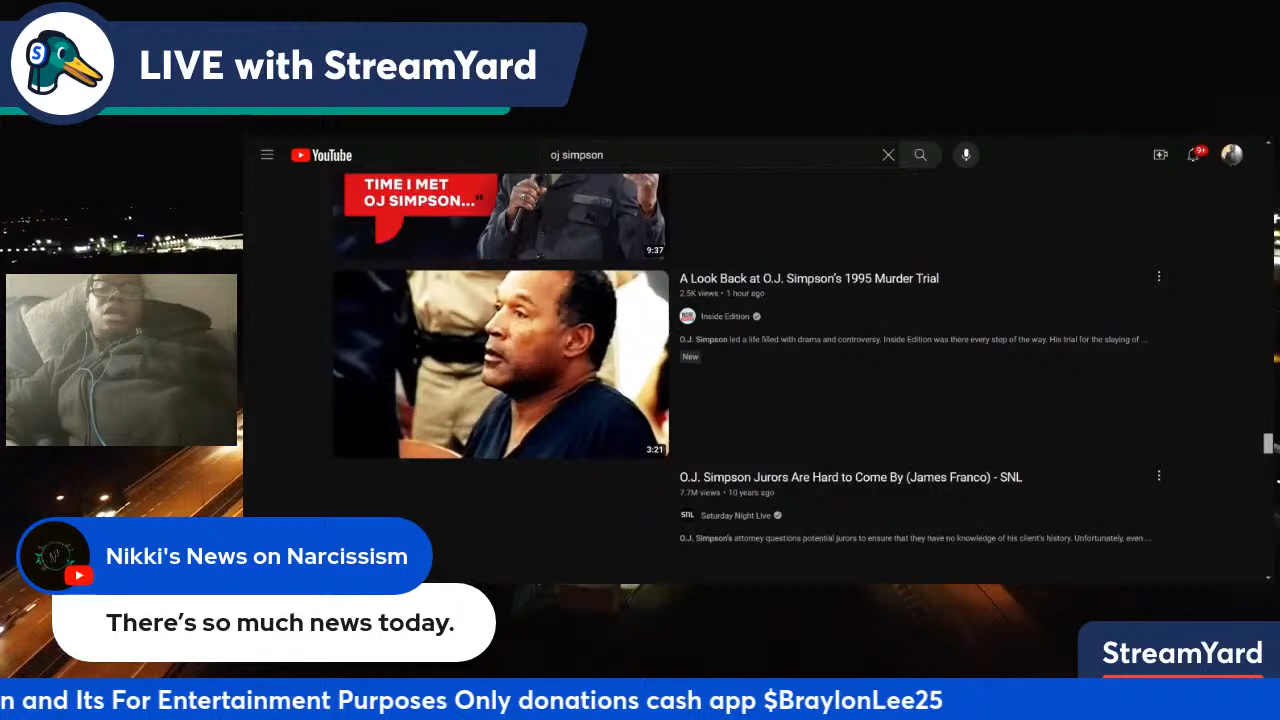 S
LIVE with StreamYard
YouTube
oj simpson
9+
TIME I MET
OJ SIMPSON..."
9:37
A Look Back at O.J. Simpson's 1995 Murder Trial
2.5K views • 1 hour ago
Inside Edition
O.J. Simpson led a life filled with drama and controversy. Inside Edition was there every step of the way. His trial for the slaying of ...
New
3:21
O.J. Simpson Jurors Are Hard to Come By (James Franco) - SNL
7.7M views • 10 years ago
SNL
Saturday Night Live
O.J. Simpson's attorney questions potential jurors to ensure that they have no knowledge of his client's history. Unfortunately, even ...
Nikki's News on Narcissism
There's so much news today.
StreamYard
n and Its For Entertainment Purposes Only donations cash app $BraylonLee25